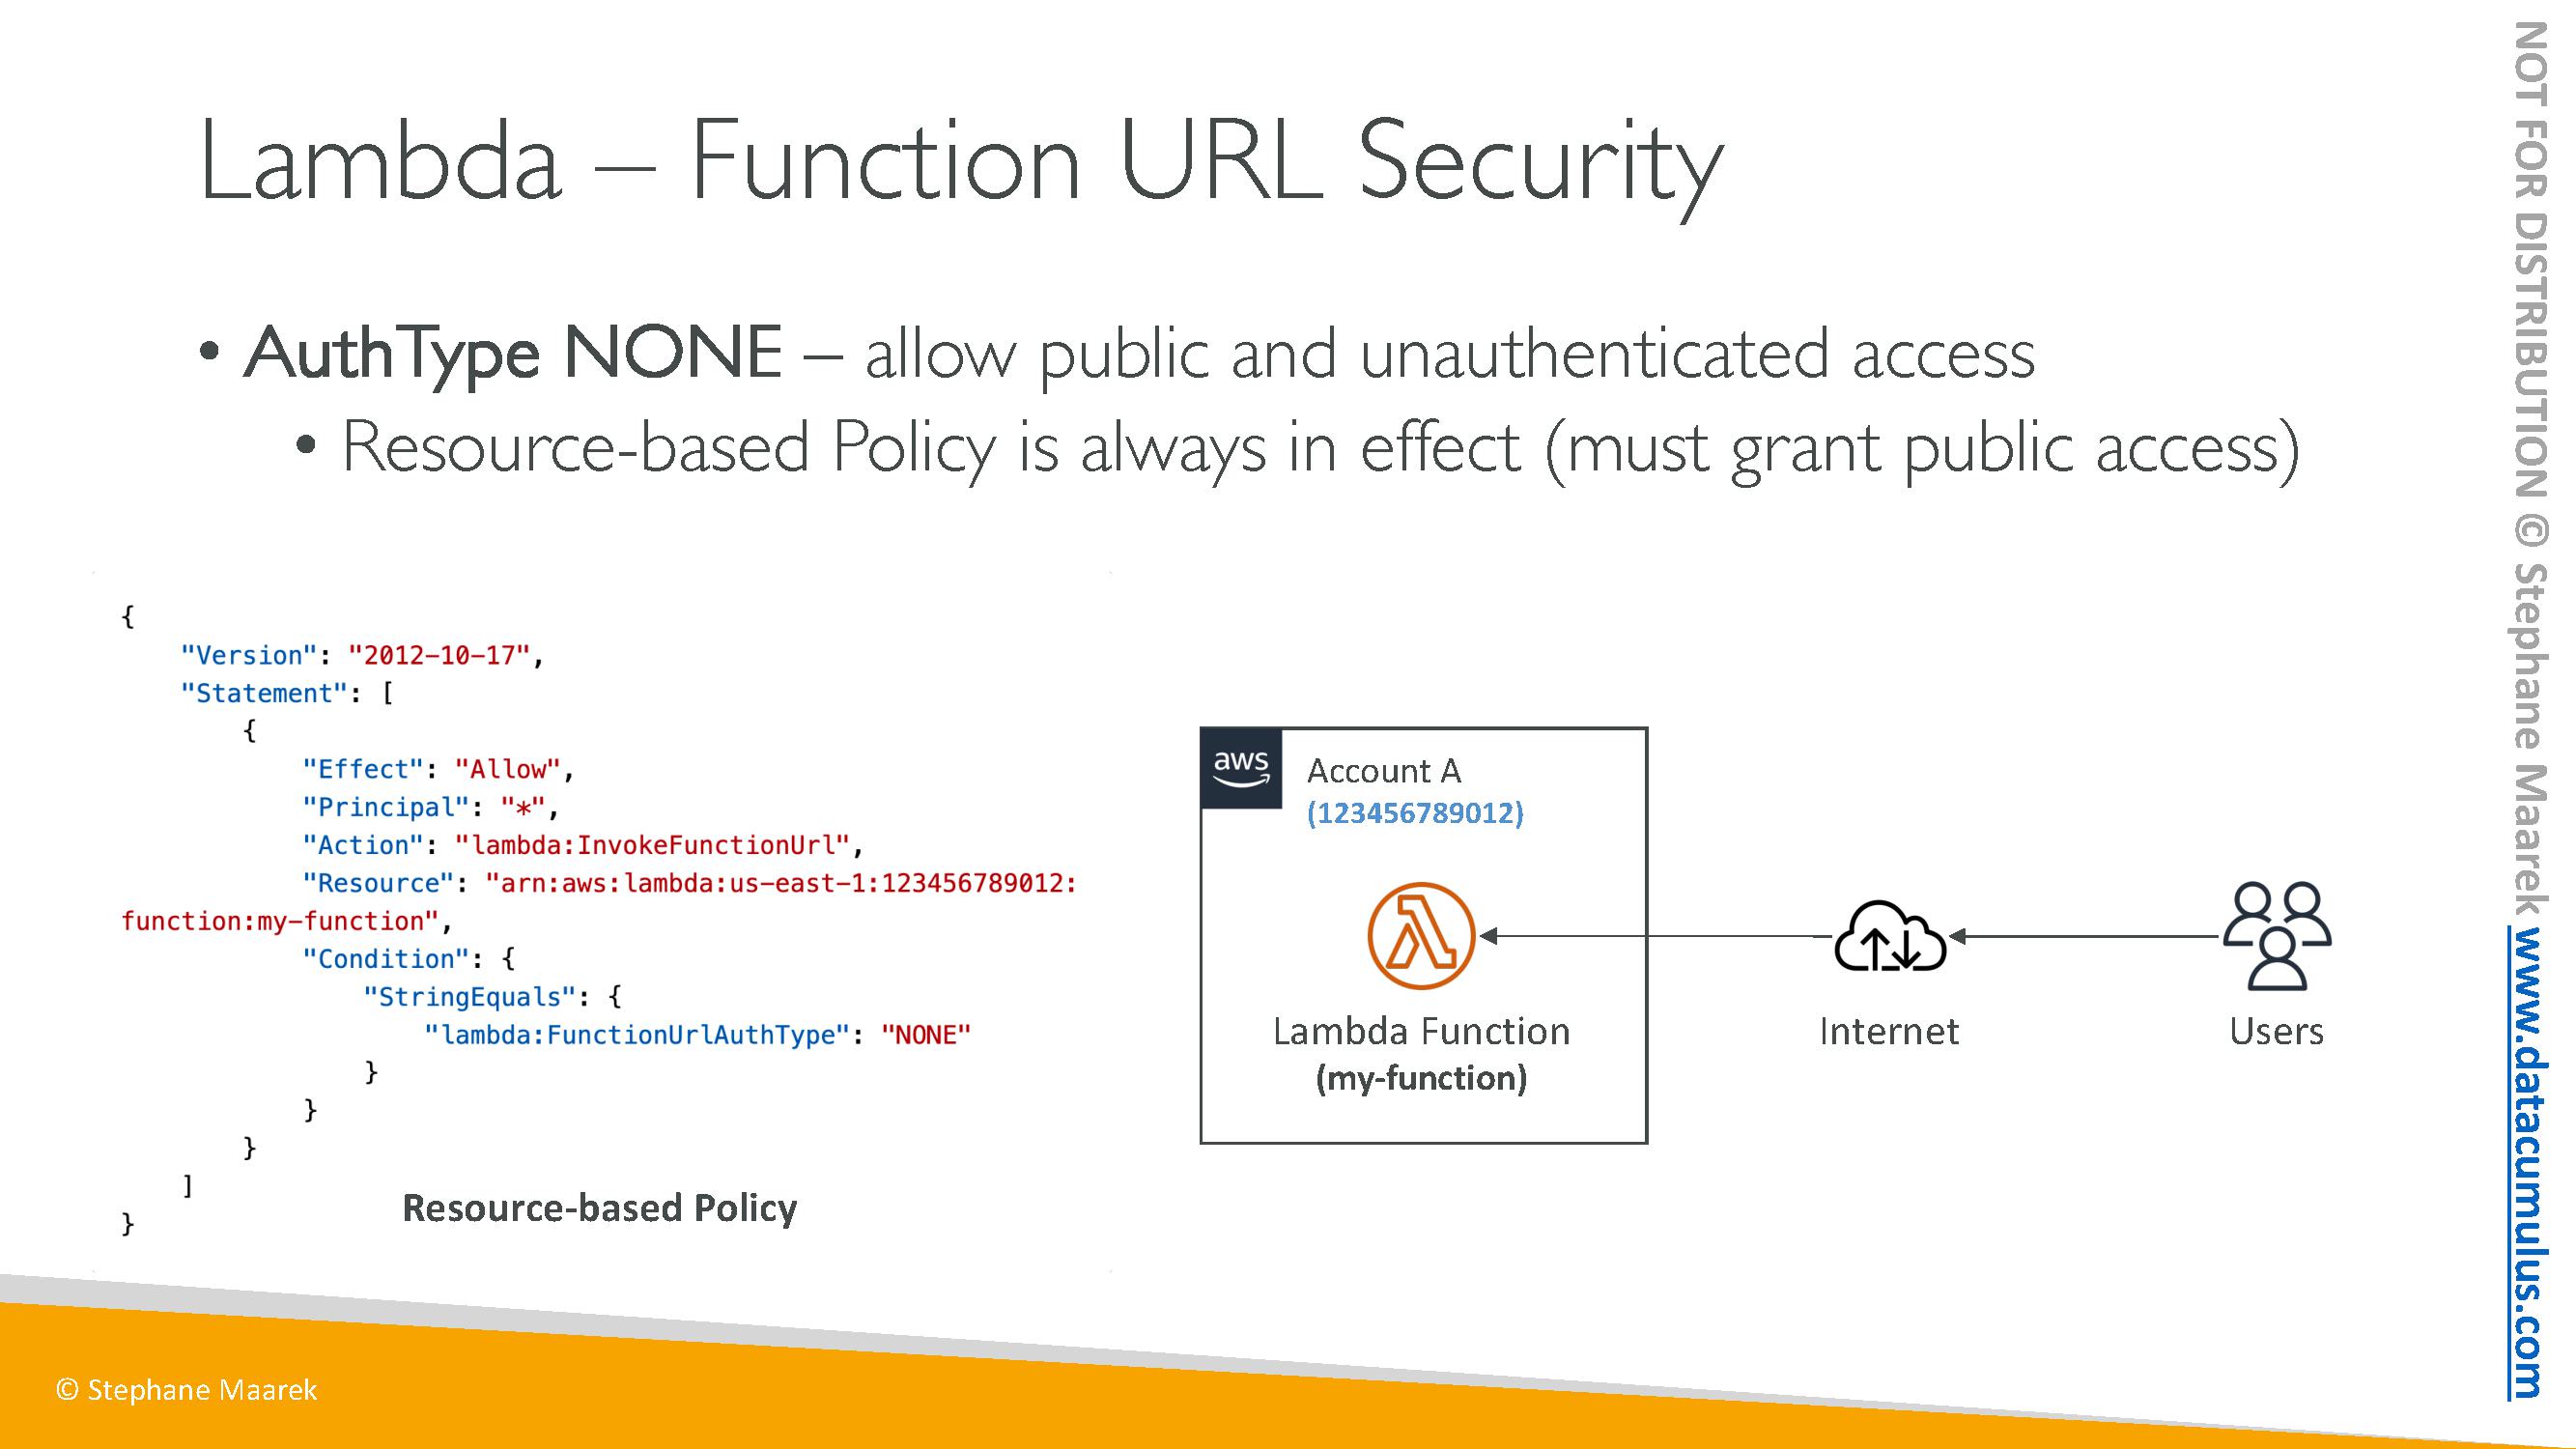 Lambda – Function URL Security
• AuthType NONE – allow public and unauthenticated access
• Resource-based Policy is always in effect (must grant public access)
{
    "Version": "2012-10-17",
    "Statement": [
        {
            "Effect": "Allow",
            "Principal": "*",
            "Action": "lambda:InvokeFunctionUrl",
            "Resource": "arn:aws:lambda:us-east-1:123456789012:
function:my-function",
            "Condition": {
                "StringEquals": {
                    "lambda:FunctionUrlAuthType": "NONE"
                }
            }
        }
    ]
}
Resource-based Policy
aws
Account A
(123456789012)
Lambda Function
(my-function)
Internet
Users
© Stephane Maarek
NOT FOR DISTRIBUTION © Stephane Maarek www.datacumulus.com